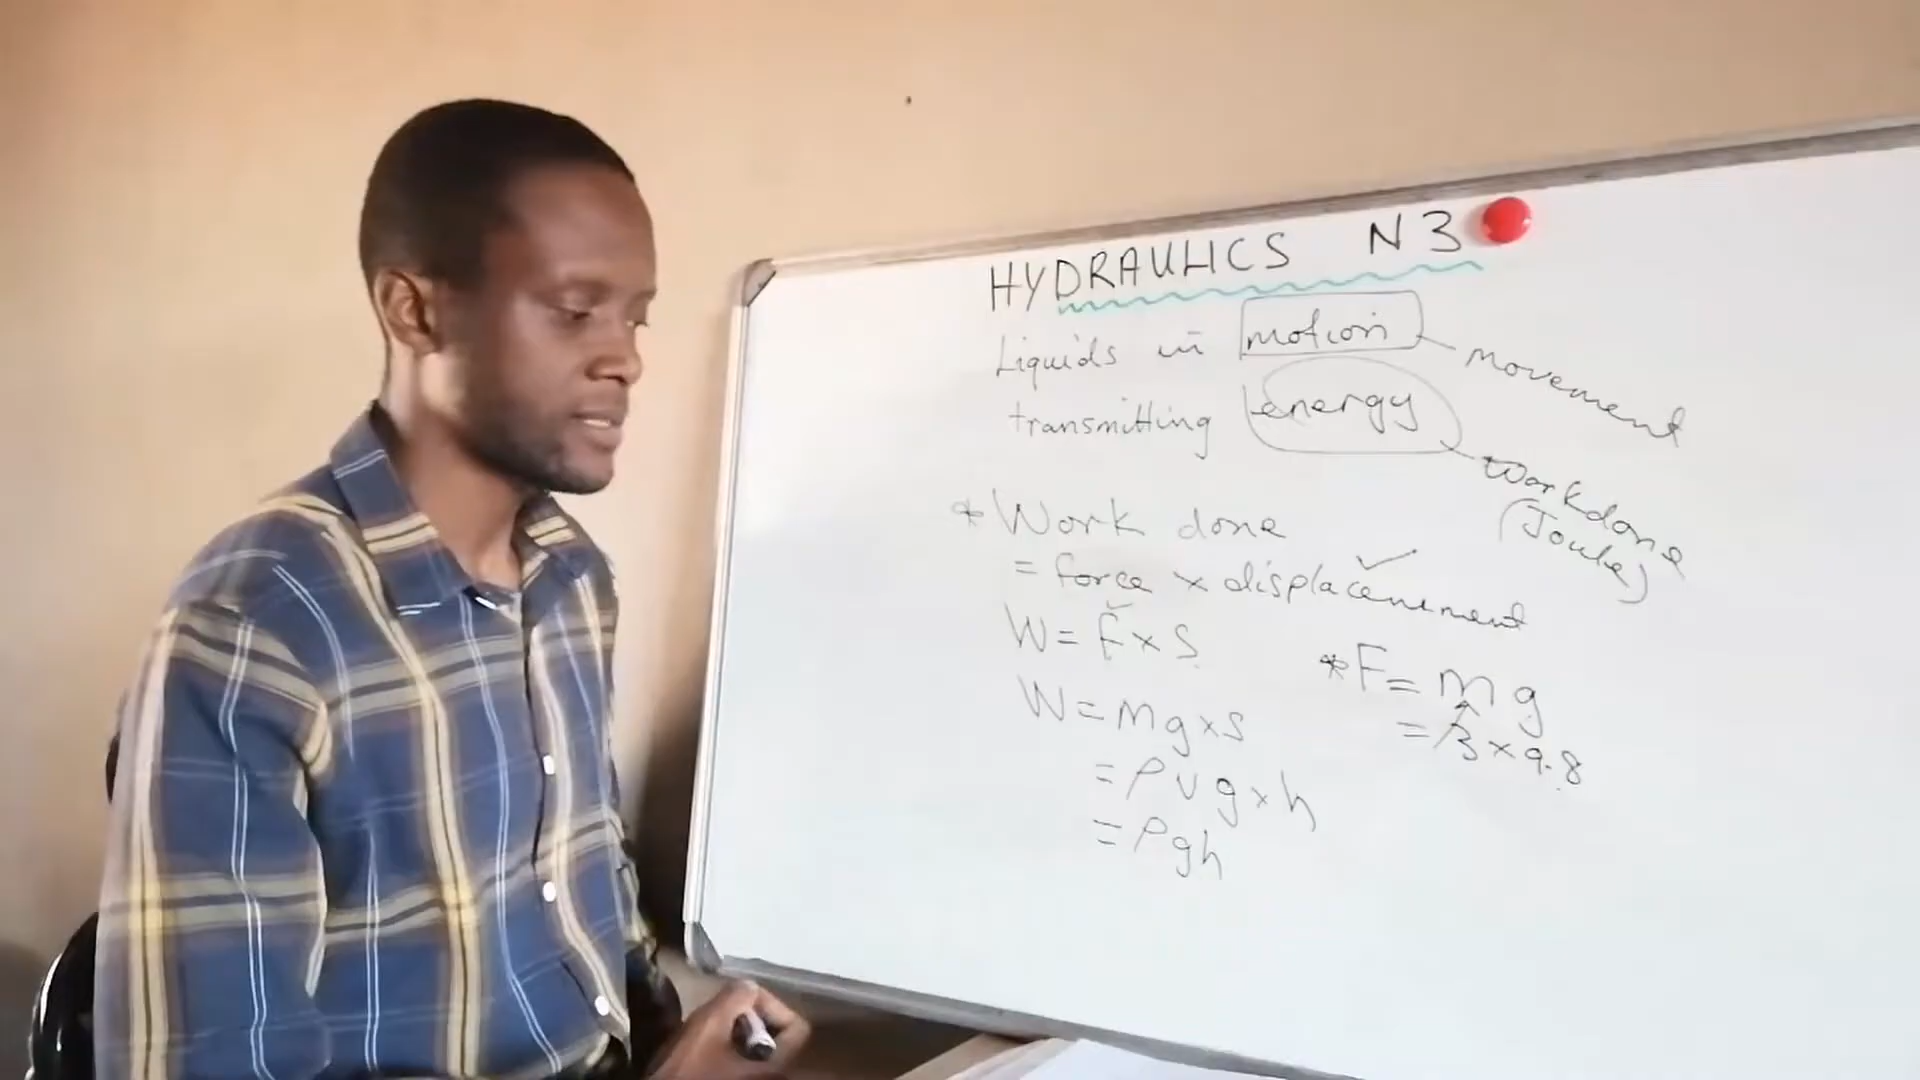 HYDRAULICS N3
Liquids in motion
movement
transmitting energy
Workdone
(Joule)
* Work done
= force × displacement
W = F × S
W = mg × s
= ρ v g × h
= ρgh
* F = mg
= 3 × 9.8